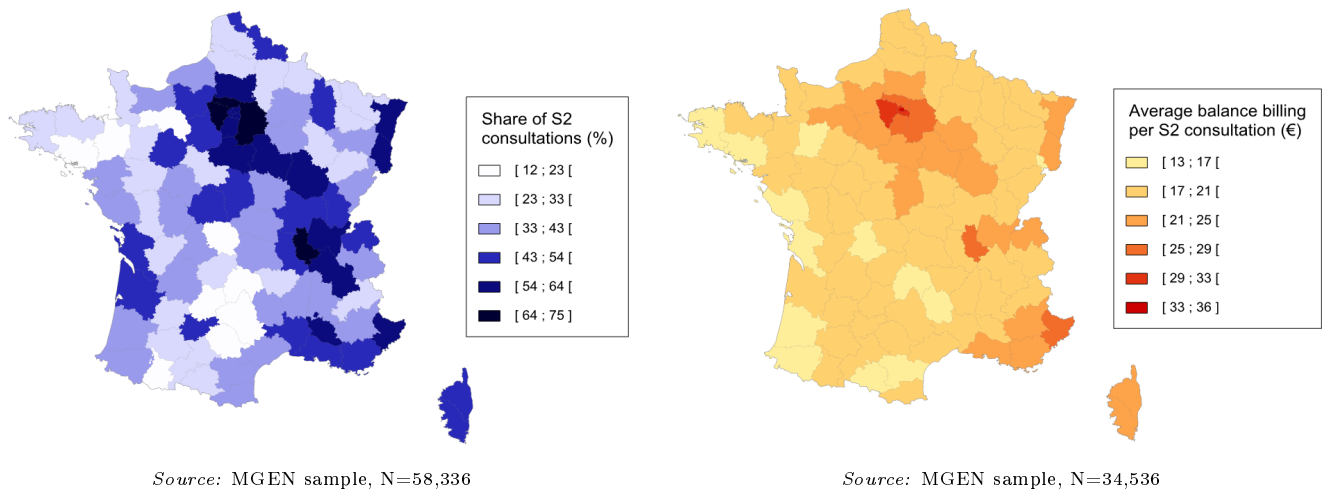 Share of S2
consultations (%)
[ 12 ; 23 [
[ 23 ; 33 [
[ 33 ; 43 [
[ 43 ; 54 [
[ 54 ; 64 [
[ 64 ; 75 ]
Source: MGEN sample, N=58,336
Average balance billing
per S2 consultation (€)
[ 13 ; 17 [
[ 17 ; 21 [
[ 21 ; 25 [
[ 25 ; 29 [
[ 29 ; 33 [
[ 33 ; 36 ]
Source: MGEN sample, N=34,536